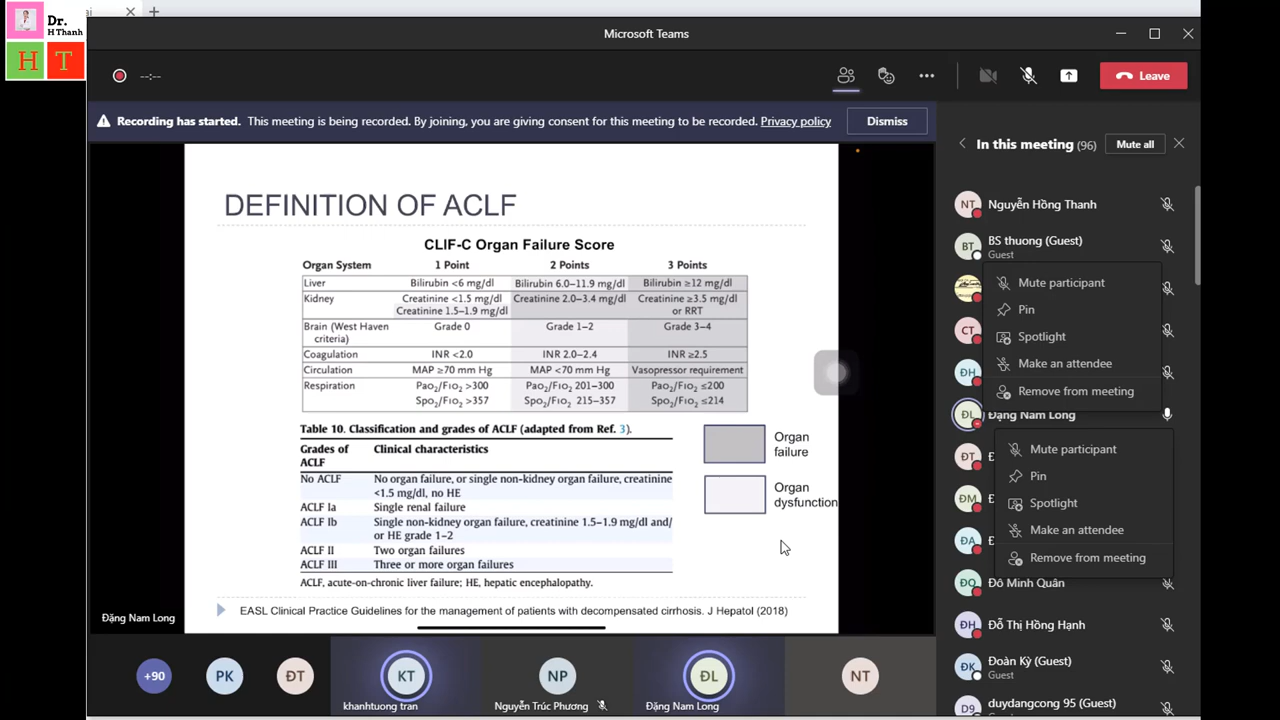 Dr.
H Thanh
H T
ai
Microsoft Teams
--:--
Leave
Recording has started. This meeting is being recorded. By joining, you are giving consent for this meeting to be recorded. Privacy policy
Dismiss
In this meeting (96)
Mute all
DEFINITION OF ACLF
CLIF-C Organ Failure Score
Organ System 1 Point 2 Points 3 Points
Liver Bilirubin <6 mg/dl Bilirubin 6.0–11.9 mg/dl Bilirubin ≥12 mg/dl
Kidney Creatinine <1.5 mg/dl Creatinine 2.0–3.4 mg/dl Creatinine ≥3.5 mg/dl
Creatinine 1.5–1.9 mg/dl or RRT
Brain (West Haven Grade 0 Grade 1–2 Grade 3–4
criteria)
Coagulation INR <2.0 INR 2.0–2.4 INR ≥2.5
Circulation MAP ≥70 mm Hg MAP <70 mm Hg Vasopressor requirement
Respiration PaO2/FIO2 >300 PaO2/FIO2 201–300 PaO2/FIO2 ≤200
SpO2/FIO2 >357 SpO2/FIO2 215–357 SpO2/FIO2 ≤214
Table 10. Classification and grades of ACLF (adapted from Ref. 3).
Grades of Clinical characteristics
ACLF
No ACLF No organ failure, or single non-kidney organ failure, creatinine
<1.5 mg/dl, no HE
ACLF Ia Single renal failure
ACLF Ib Single non-kidney organ failure, creatinine 1.5–1.9 mg/dl and/
or HE grade 1–2
ACLF II Two organ failures
ACLF III Three or more organ failures
ACLF, acute-on-chronic liver failure; HE, hepatic encephalopathy.
Organ
failure
Organ
dysfunction
EASL Clinical Practice Guidelines for the management of patients with decompensated cirrhosis. J Hepatol (2018)
Đặng Nam Long
NT Nguyễn Hồng Thanh
BT BS thuong (Guest)
Guest
Mute participant
Pin
CT
Spotlight
Make an attendee
ĐH
Remove from meeting
ĐL Đặng Nam Long
Mute participant
ĐT
Pin
ĐM
Spotlight
Make an attendee
ĐA
Remove from meeting
ĐQ Đỗ Minh Quân
ĐH Đỗ Thị Hồng Hạnh
ĐK Đoàn Kỳ (Guest)
Guest
D9 duydangcong 95 (Guest)
+90 PK ĐT KT NP ĐL NT
khanhtuong tran Nguyễn Trúc Phương Đặng Nam Long